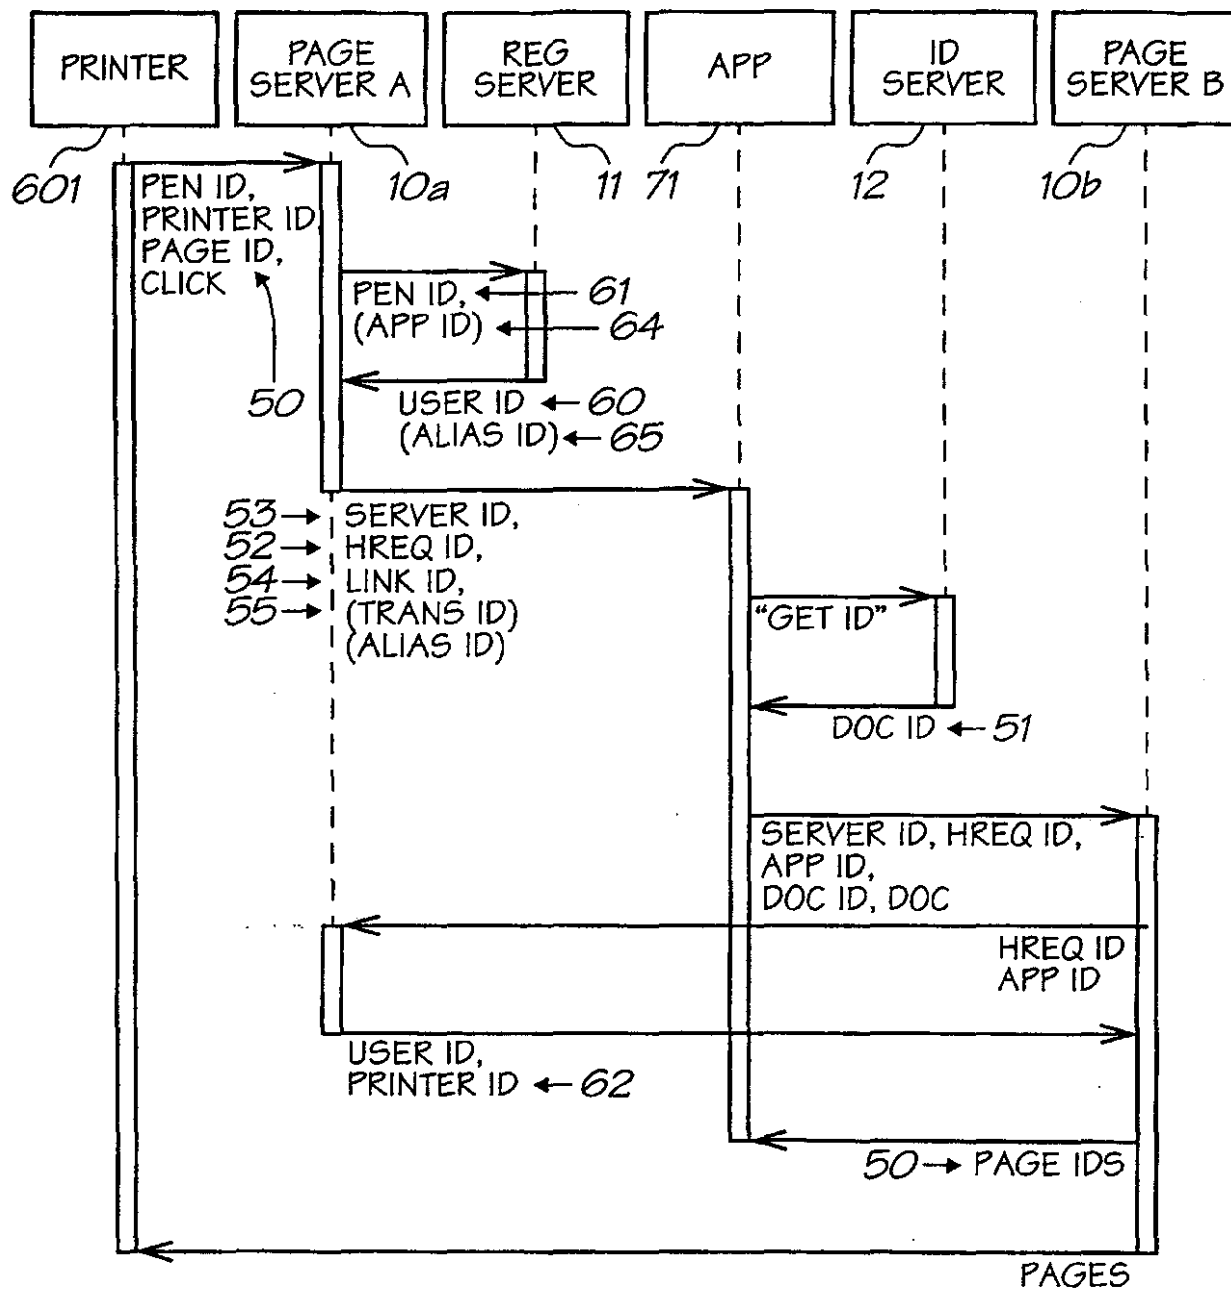 PRINTER
PAGE
SERVER A
REG
SERVER
APP
ID
SERVER
PAGE
SERVER B
601
10a
11
71
12
10b
PEN ID,
PRINTER ID
PAGE ID,
CLICK
50
PEN ID, 61
(APP ID) 64
USER ID 60
(ALIAS ID) 65
53 SERVER ID,
52 HREQ ID,
54 LINK ID,
55 (TRANS ID)
(ALIAS ID)
"GET ID"
DOC ID 51
SERVER ID, HREQ ID,
APP ID,
DOC ID, DOC
HREQ ID
APP ID
USER ID,
PRINTER ID 62
50 PAGE IDS
PAGES